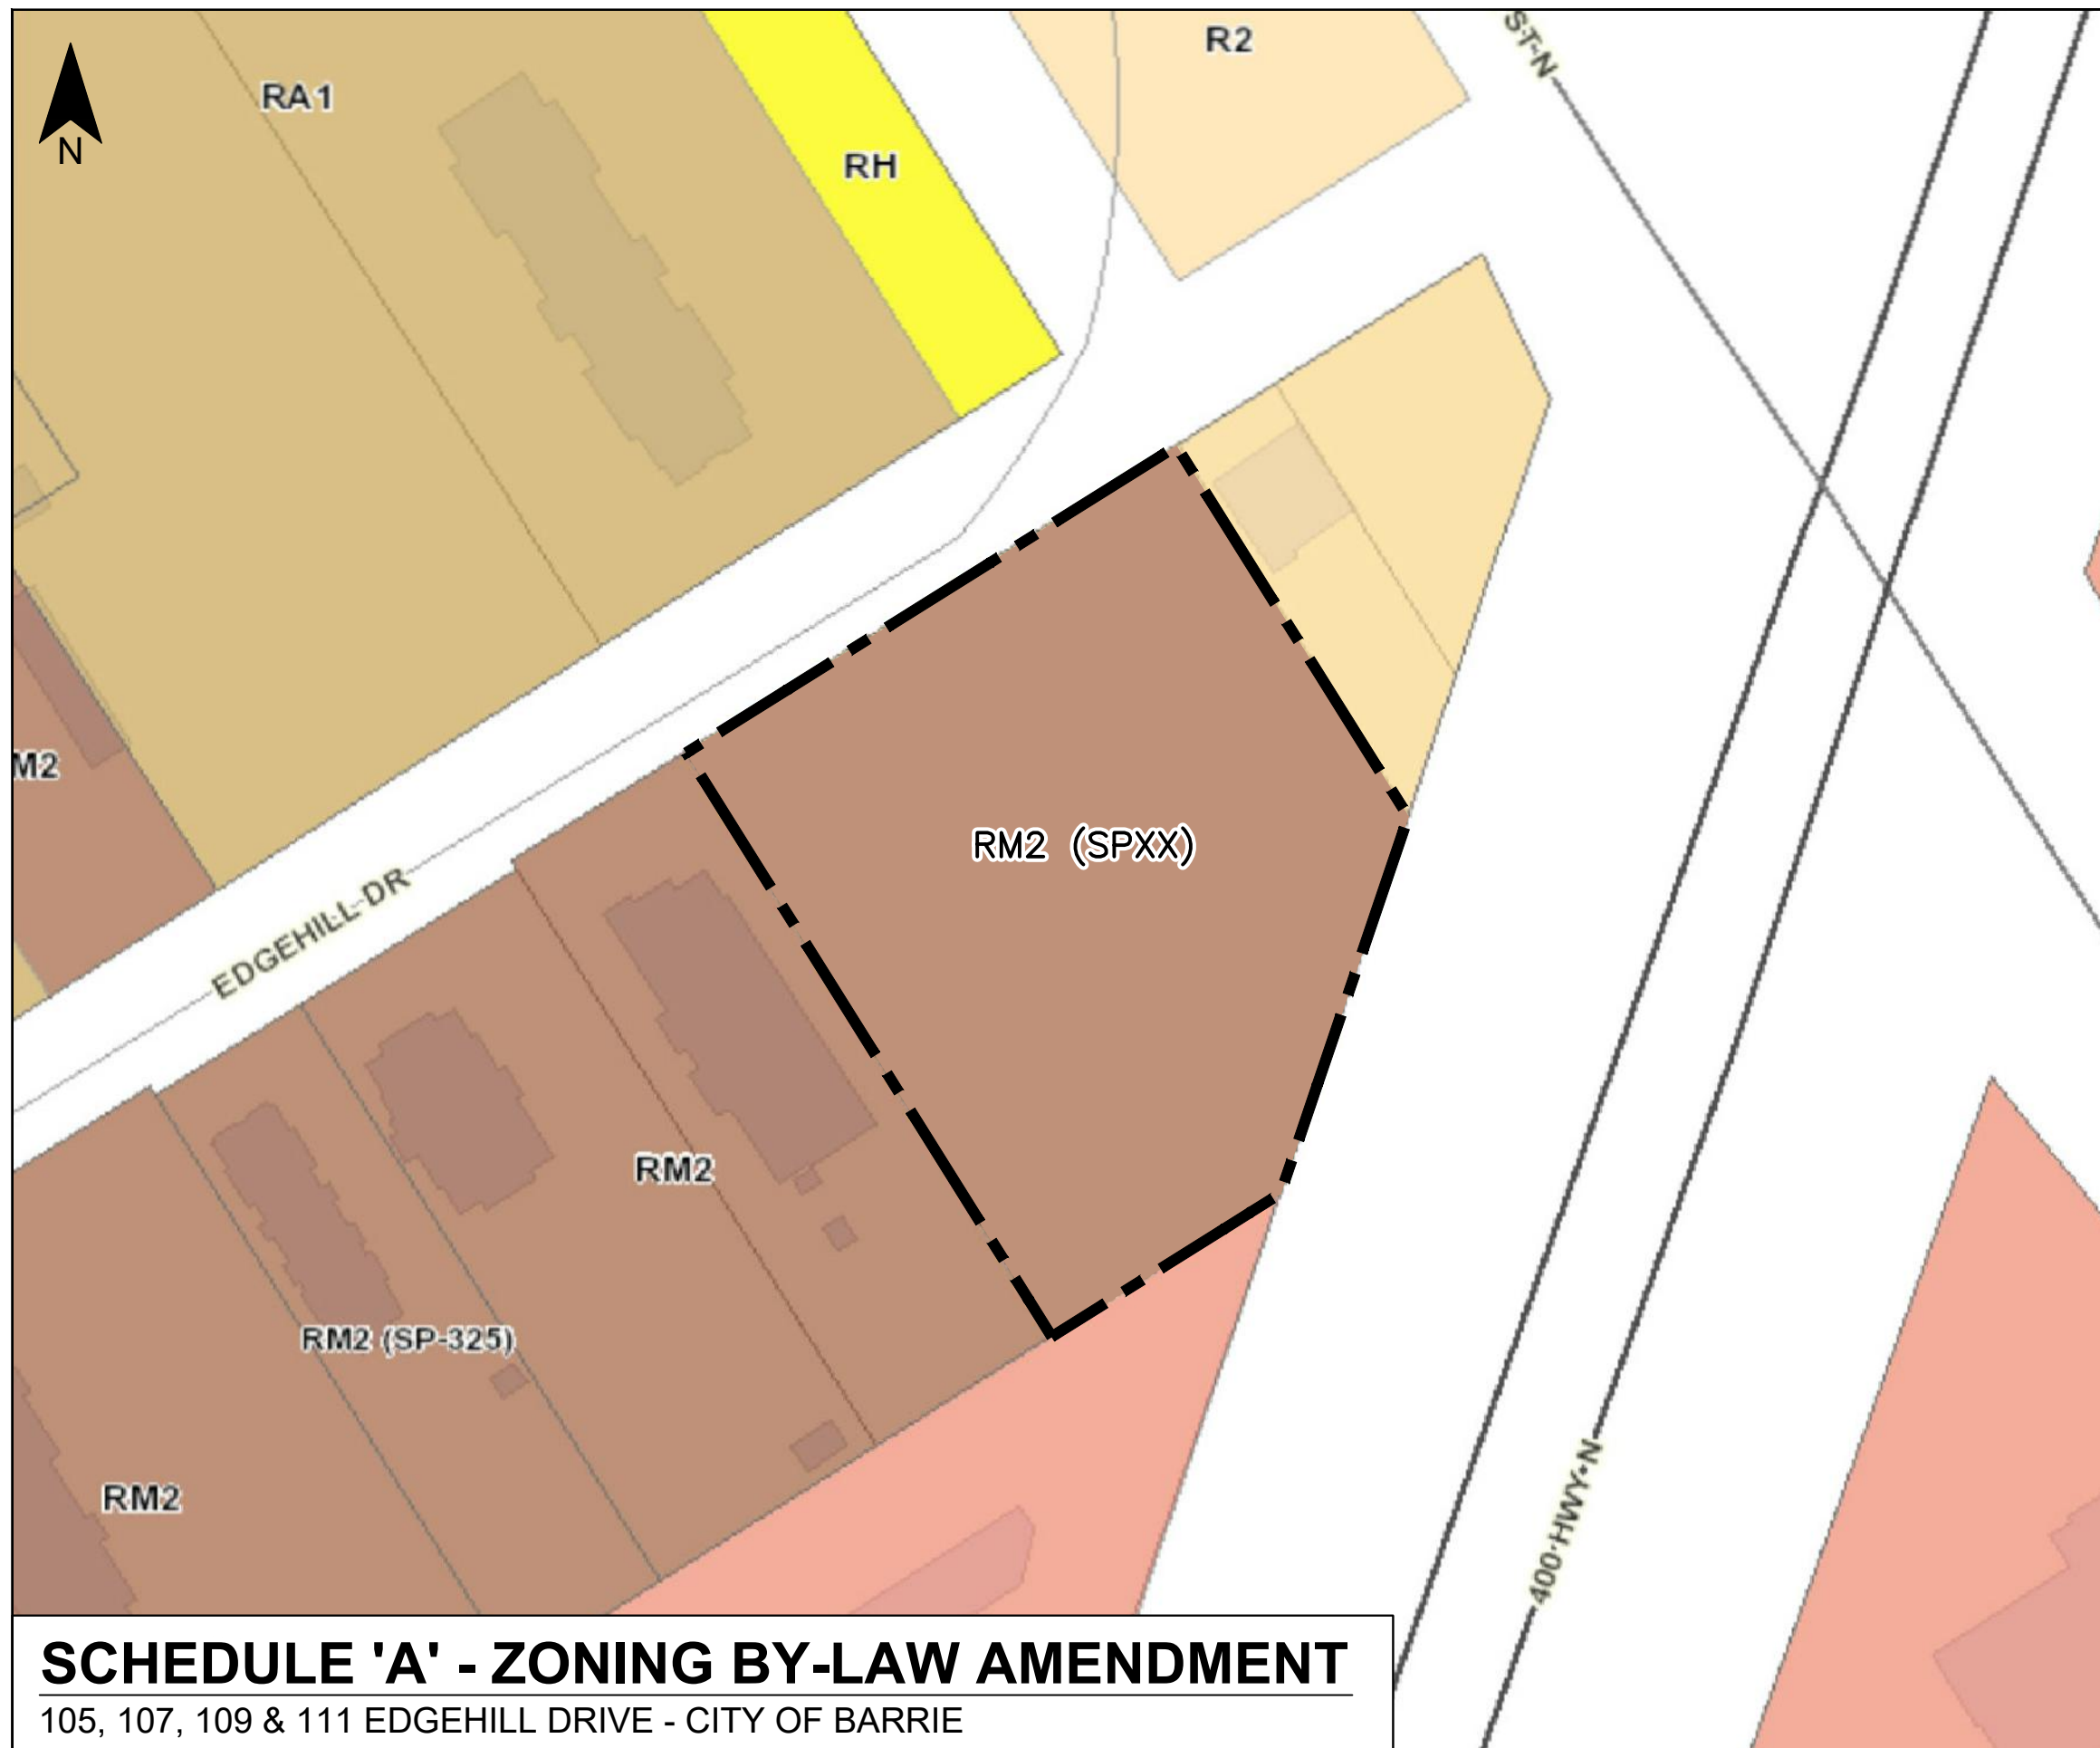 R2
ST-N
RA1
N
RH
M2
RM2 (SPXX)
EDGEHILL-DR
RM2
RM2 (SP-325)
RM2
400-HWY-N
SCHEDULE 'A' - ZONING BY-LAW AMENDMENT
105, 107, 109 & 111 EDGEHILL DRIVE - CITY OF BARRIE